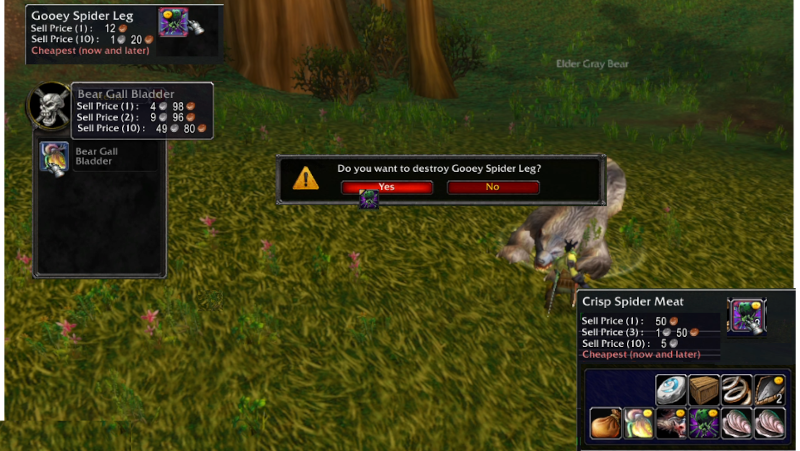 Gooey Spider Leg
Sell Price (1) : 12
Sell Price (10) : 1 20
Cheapest (now and later)
Elder Gray Bear
Bear Gall Bladder
Sell Price (1) : 4 98
Sell Price (2) : 9 96
Sell Price (10) : 49 80
Bear Gall
Bladder
Do you want to destroy Gooey Spider Leg?
Yes No
Crisp Spider Meat
Sell Price (1) : 50
Sell Price (3) : 1 50
Sell Price (10) : 5
Cheapest (now and later)
2